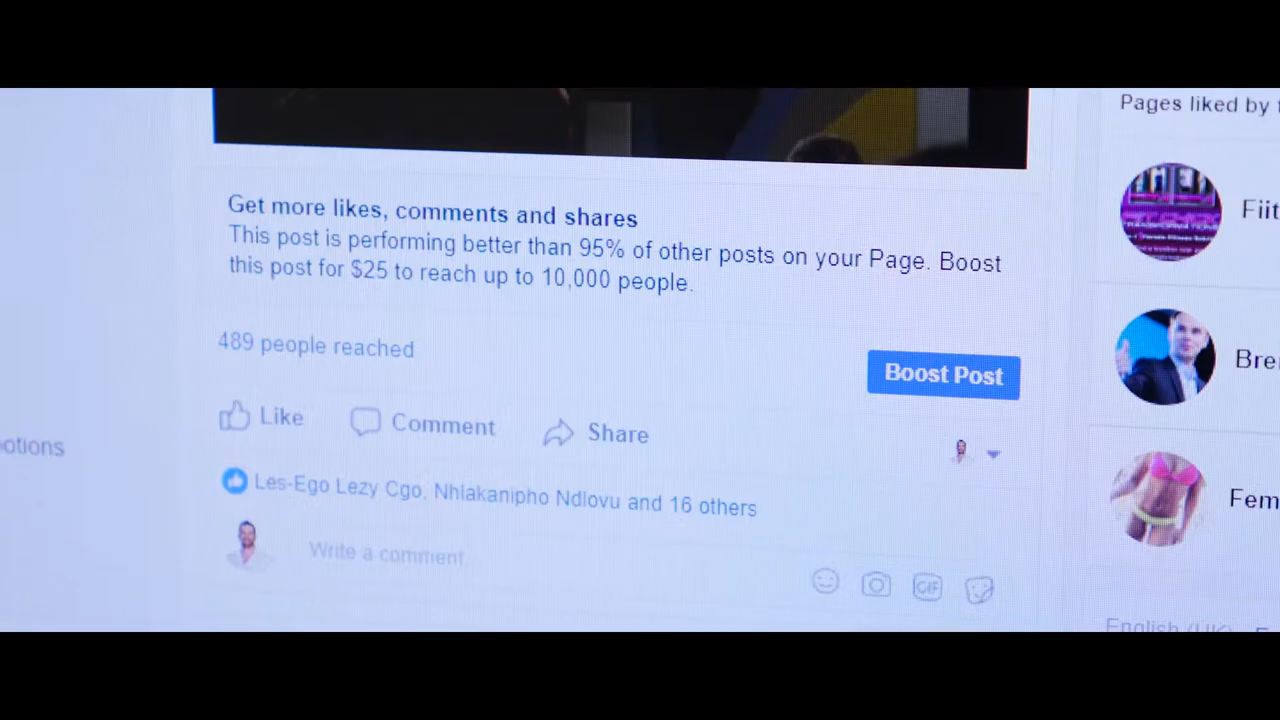 Pages liked by
Get more likes, comments and shares
This post is performing better than 95% of other posts on your Page. Boost
this post for $25 to reach up to 10,000 people.
Fiit
489 people reached
Boost Post
Bre
Like
Comment
Share
otions
Les-Ego Lezy Cgo, Nhlakanipho Ndlovu and 16 others
Fem
Write a comment
GIF
English (UK)